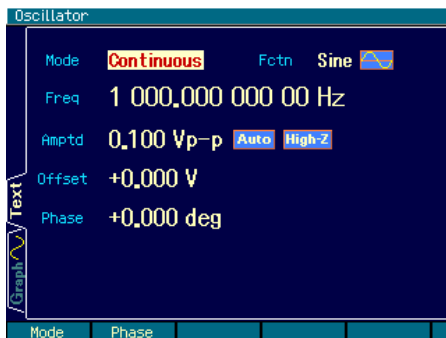 Oscillator
Mode Continuous Fctn Sine
Freq 1 000.000 000 00 Hz
Amptd 0.100 Vp-p Auto High-Z
Offset +0.000 V
Phase +0.000 deg
Text
Graph
Mode Phase